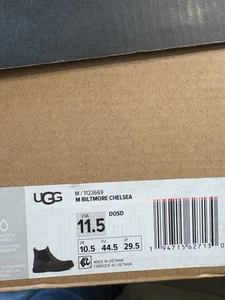 UGG
M / 1123669
M BILTMORE CHELSEA
USA
11.5
DOSD
UK
EU
JP
10.5
44.5
29.5
MADE IN VIETNAM
FABRIQUÉ AU VIETNAM
1 94715 62713 0